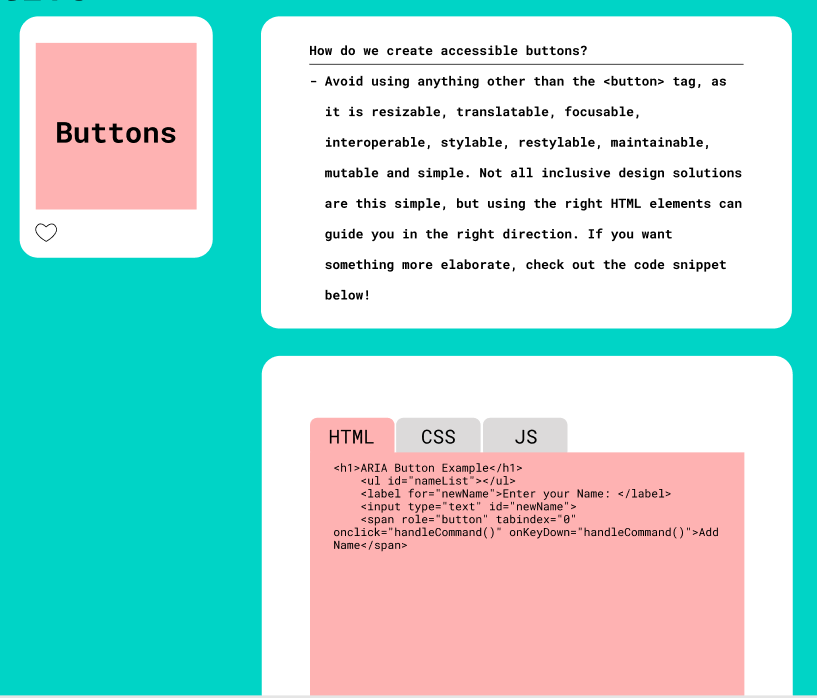 Buttons
How do we create accessible buttons?
- Avoid using anything other than the <button> tag, as
it is resizable, translatable, focusable,
interoperable, stylable, restylable, maintainable,
mutable and simple. Not all inclusive design solutions
are this simple, but using the right HTML elements can
guide you in the right direction. If you want
something more elaborate, check out the code snippet
below!
HTML CSS JS
<h1>ARIA Button Example</h1>
<ul id="nameList"></ul>
<label for="newName">Enter your Name: </label>
<input type="text" id="newName">
<span role="button" tabindex="0"
onclick="handleCommand()" onKeyDown="handleCommand()">Add
Name</span>